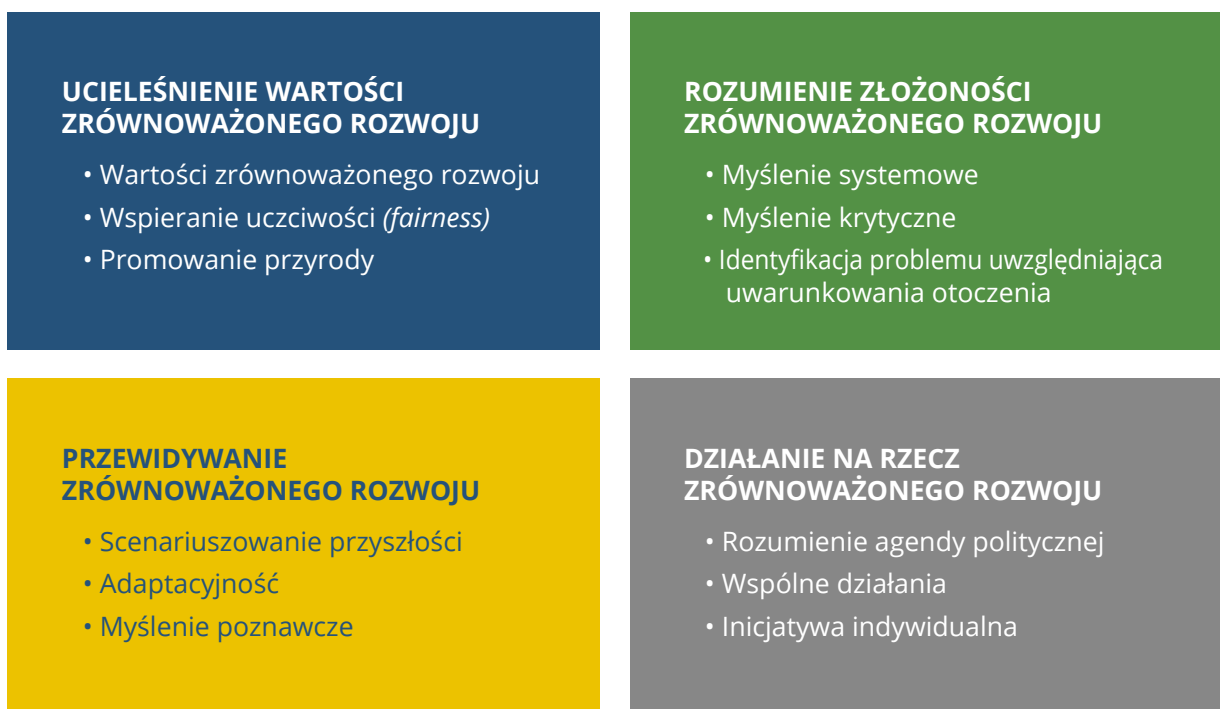 UCIELEŚNIENIE WARTOŚCI
ZRÓWNOWAŻONEGO ROZWOJU
• Wartości zrównoważonego rozwoju
• Wspieranie uczciwości (fairness)
• Promowanie przyrody
ROZUMIENIE ZŁOŻONOŚCI
ZRÓWNOWAŻONEGO ROZWOJU
• Myślenie systemowe
• Myślenie krytyczne
• Identyfikacja problemu uwzględniająca
uwarunkowania otoczenia
PRZEWIDYWANIE
ZRÓWNOWAŻONEGO ROZWOJU
• Scenariuszowanie przyszłości
• Adaptacyjność
• Myślenie poznawcze
DZIAŁANIE NA RZECZ
ZRÓWNOWAŻONEGO ROZWOJU
• Rozumienie agendy politycznej
• Wspólne działania
• Inicjatywa indywidualna